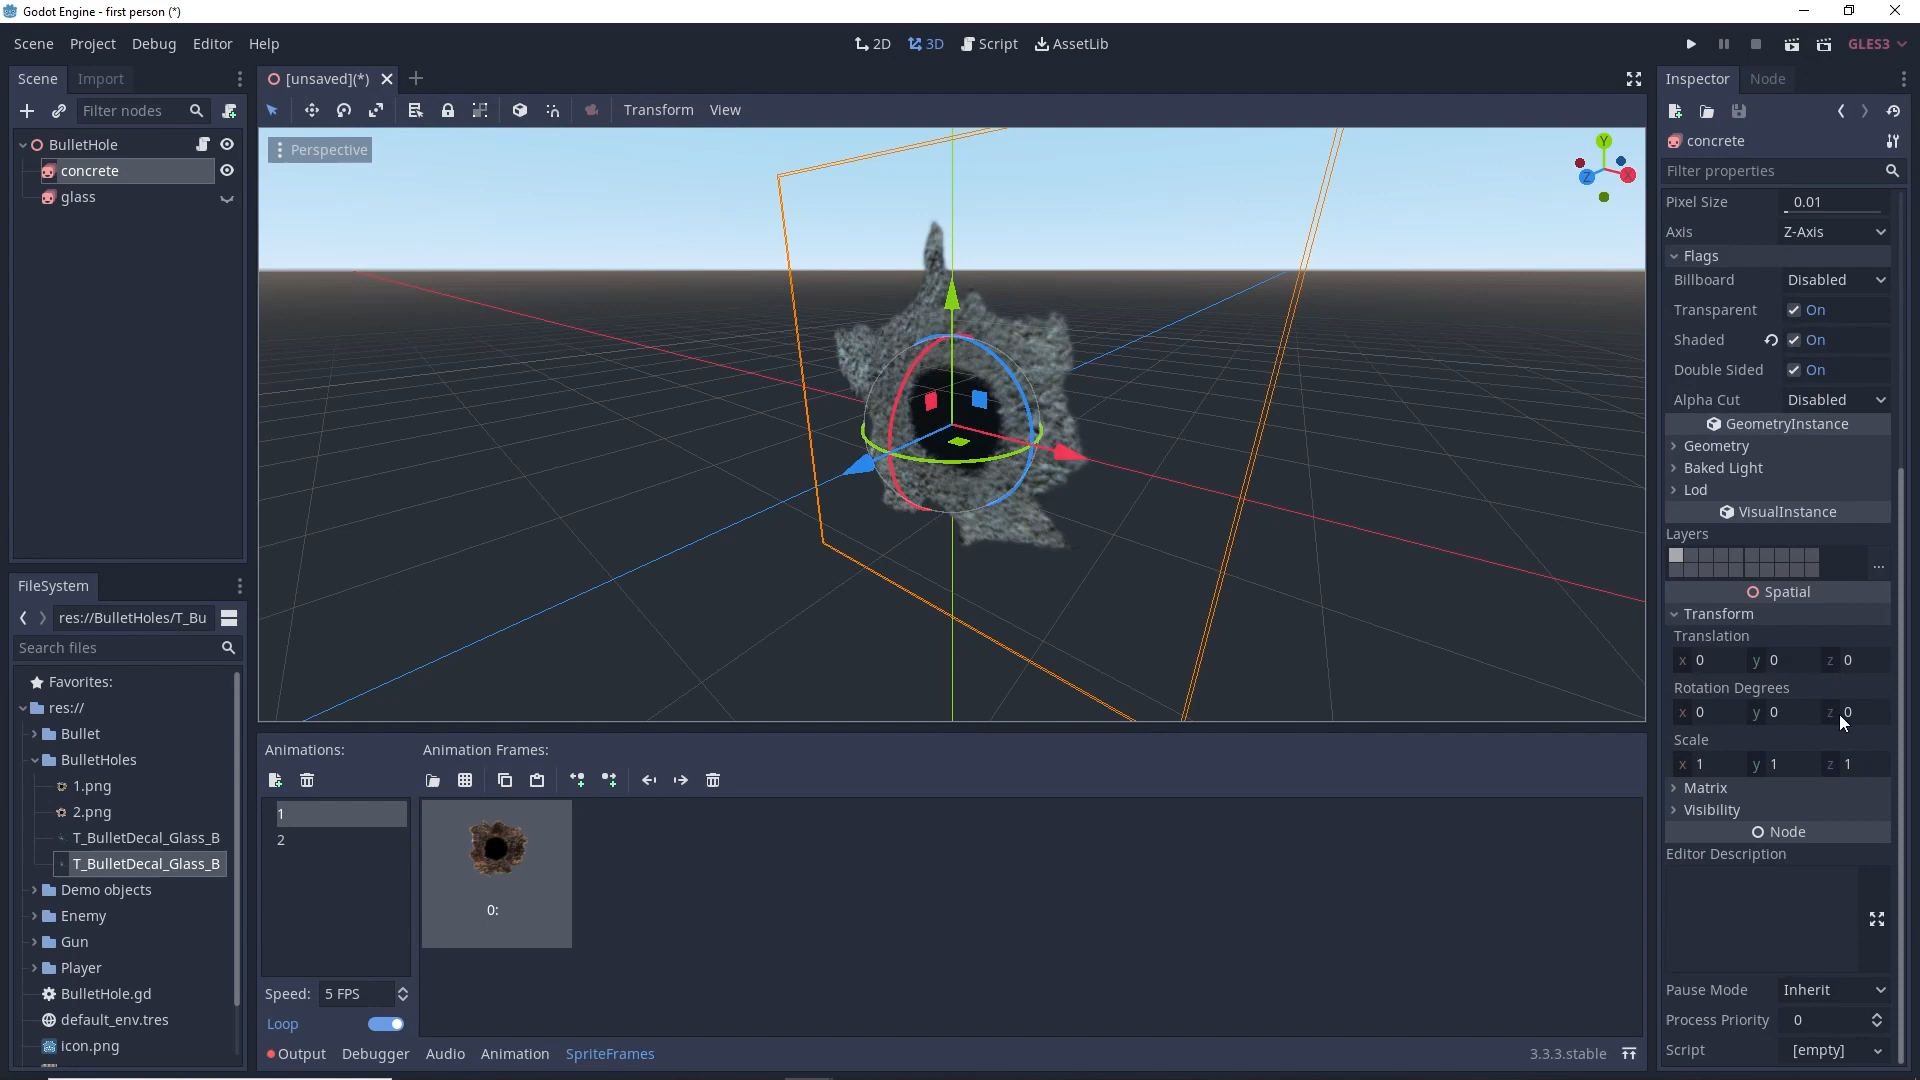 Godot Engine - first person (*)
Scene Project Debug Editor Help
2D 3D Script AssetLib
GLES3
Scene Import
[unsaved](*)
Inspector Node
Filter nodes
Transform View
BulletHole
concrete
glass
Perspective
Y
Z
X
concrete
Filter properties
Pixel Size 0.01
Axis Z-Axis
Flags
Billboard Disabled
Transparent On
Shaded On
Double Sided On
Alpha Cut Disabled
GeometryInstance
Geometry
Baked Light
Lod
VisualInstance
Layers
...
Spatial
Transform
Translation
x 0 y 0 z 0
Rotation Degrees
x 0 y 0 z 0
Scale
x 1 y 1 z 1
Matrix
Visibility
Node
Editor Description
Pause Mode Inherit
Process Priority 0
Script [empty]
FileSystem
res://BulletHoles/T_Bu
Search files
Favorites:
res://
Bullet
BulletHoles
1.png
2.png
T_BulletDecal_Glass_B
T_BulletDecal_Glass_B
Demo objects
Enemy
Gun
Player
BulletHole.gd
default_env.tres
icon.png
Animations:
Animation Frames:
1
2
0:
Speed: 5 FPS
Loop
Output Debugger Audio Animation SpriteFrames
3.3.3.stable